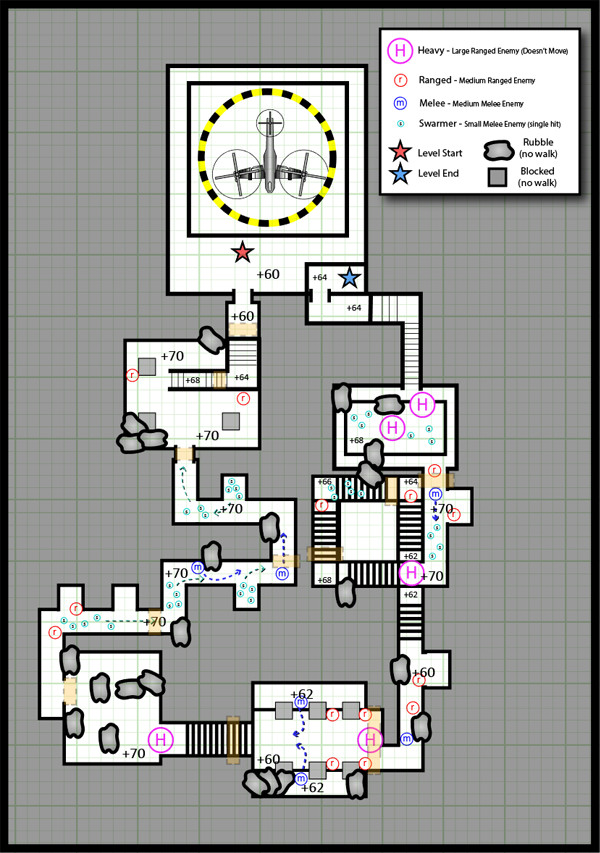 H Heavy - Large Ranged Enemy (Doesn't Move)
r Ranged - Medium Ranged Enemy
m Melee - Medium Melee Enemy
s Swarmer - Small Melee Enemy (single hit)
Level Start
Rubble
(no walk)
Level End
Blocked
(no walk)
+60
+64
+64
+60
+70
+68
+64
r
r
+70
H
H
+68
r
+66
+64
r
r
m
+70
r
+70
+62
m
+70
m
+68
H
+70
+62
r
+70
r
+60
r
+62
m
r
r
r
+70
H
H
m
+60
r
r
m
+62